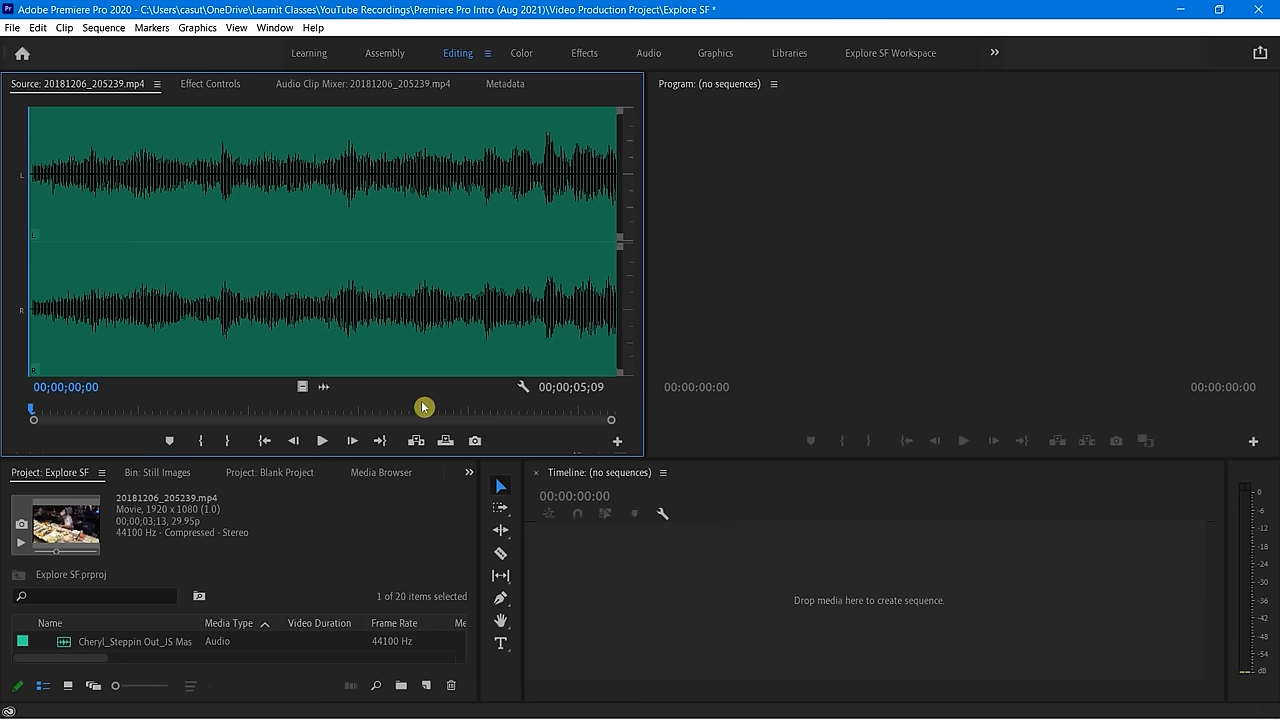 Adobe Premiere Pro 2020 - C:\Users\casut\OneDrive\Learnit Classes\YouTube Recordings\Premiere Pro Intro (Aug 2021)\Video Production Project\Explore SF *
File Edit Clip Sequence Markers Graphics View Window Help
Learning Assembly Editing Color Effects Audio Graphics Libraries Explore SF Workspace
Source: 20181206_205239.mp4 Effect Controls Audio Clip Mixer: 20181206_205239.mp4 Metadata
Program: (no sequences)
L
L
R
R
00;00;00;00 00;00;05;09
00:00:00:00 00:00:00:00
Project: Explore SF Bin: Still Images Project: Blank Project Media Browser
20181206_205239.mp4
Movie, 1920 x 1080 (1.0)
00;00;03;13, 29.95p
44100 Hz - Compressed - Stereo
Explore SF.prproj
1 of 20 items selected
Name Media Type Video Duration Frame Rate Me
Cheryl_Steppin Out_JS Mas Audio 44100 Hz
Timeline: (no sequences)
00:00:00:00
Drop media here to create sequence.
0
-6
-12
-18
-24
-30
-36
-42
-48
-54
dB